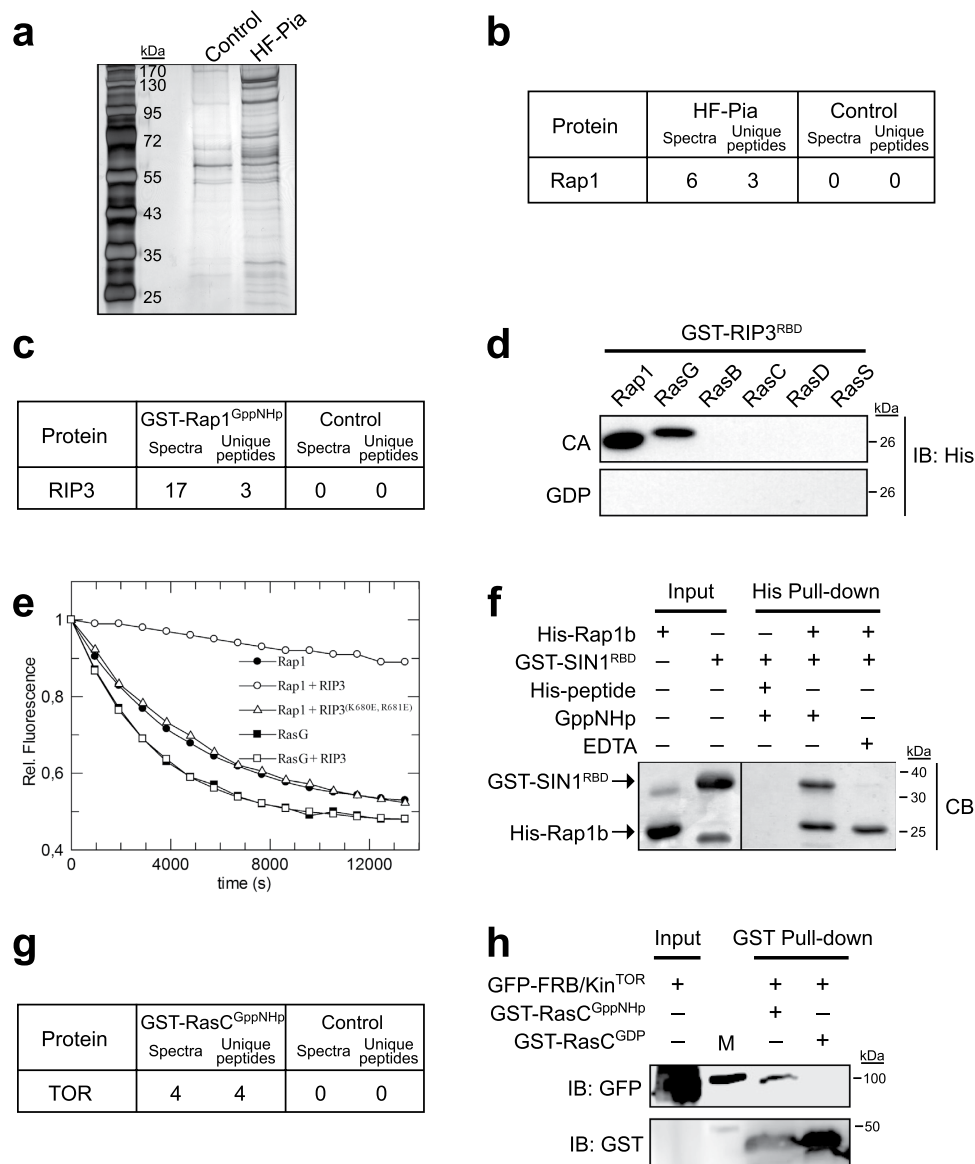 a
kDa
Control
HF-Pia
170
130
95
72
55
43
35
25
b
Protein
HF-Pia
Control
Spectra
Unique peptides
Spectra
Unique peptides
Rap1
6
3
0
0
c
Protein
GST-Rap1GppNHp
Control
Spectra
Unique peptides
Spectra
Unique peptides
RIP3
17
3
0
0
d
GST-RIP3RBD
Rap1
RasG
RasB
RasC
RasD
RasS
kDa
CA
26
GDP
26
IB: His
e
Rel. Fluorescence
1
0,8
0,6
0,4
0
4000
8000
12000
time (s)
Rap1
Rap1 + RIP3
Rap1 + RIP3(K680E, R681E)
RasG
RasG + RIP3
f
Input
His Pull-down
His-Rap1b + – – + +
GST-SIN1RBD – + + + +
His-peptide – – + – –
GppNHp – – + + –
EDTA – – – – +
kDa
GST-SIN1RBD
His-Rap1b
40
30
25
CB
g
Protein
GST-RasCGppNHp
Control
Spectra
Unique peptides
Spectra
Unique peptides
TOR
4
4
0
0
h
Input
GST Pull-down
GFP-FRB/KinTOR + + +
GST-RasCGppNHp – + –
GST-RasCGDP – M – +
kDa
IB: GFP
100
IB: GST
50